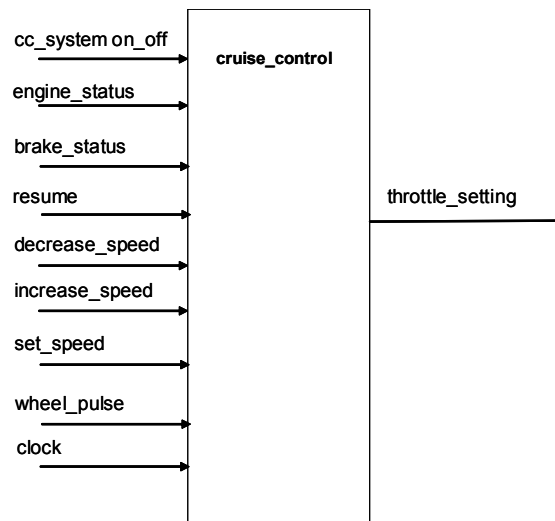 cc_system on_off
cruise_control
engine_status
brake_status
resume
throttle_setting
decrease_speed
increase_speed
set_speed
wheel_pulse
clock